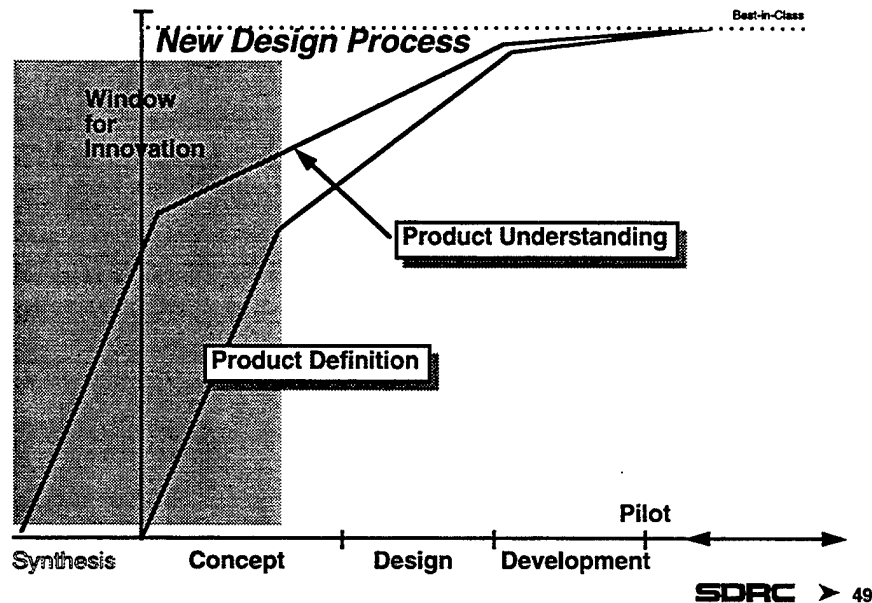 Best-in-Class
New Design Process
Window
for
Innovation
Product Understanding
Product Definition
Pilot
Synthesis Concept Design Development
SDRC ➤ 49